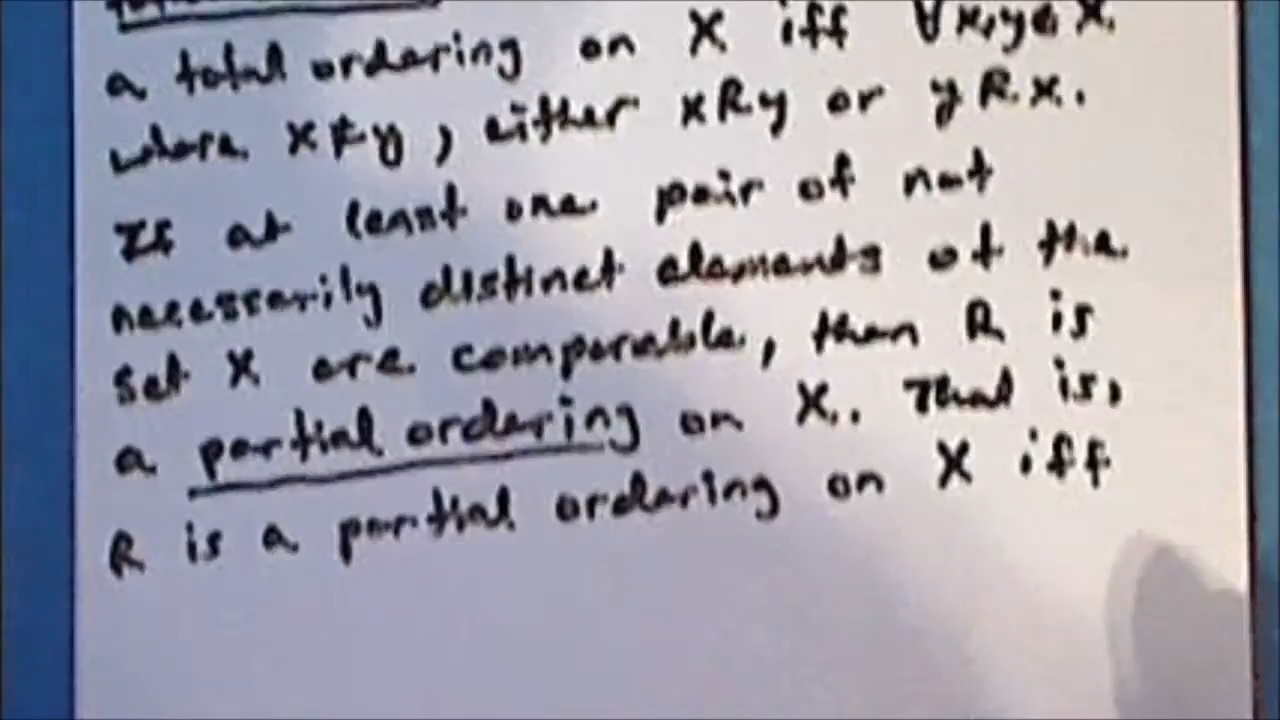 a total ordering on X iff ∀x,y∈X
where x≠y, either xRy or yRx.
If at least one pair of not
necessarily distinct elements of the
set X are comparable, then R is
a partial ordering on X. That is,
R is a partial ordering on X iff